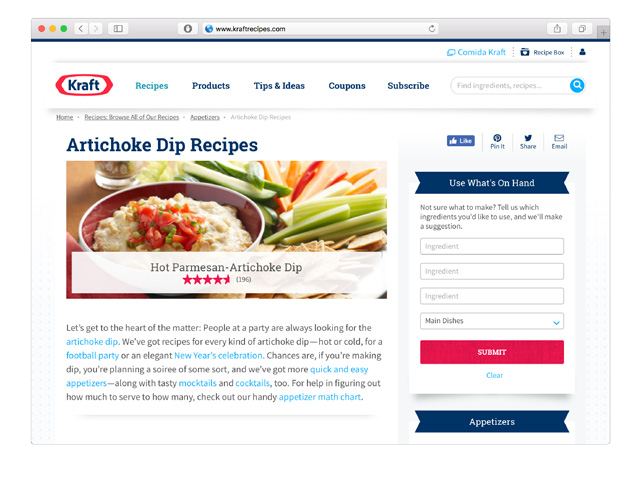 www.kraftrecipes.com
Comida Kraft
Recipe Box
Kraft
Recipes
Products
Tips & Ideas
Coupons
Subscribe
Find ingredients, recipes...
Home • Recipes: Browse All of Our Recipes • Appetizers • Artichoke Dip Recipes
Artichoke Dip Recipes
Like
Pin It
Share
Email
Hot Parmesan-Artichoke Dip
(196)
Let's get to the heart of the matter: People at a party are always looking for the
artichoke dip. We've got recipes for every kind of artichoke dip—hot or cold, for a
football party or an elegant New Year's celebration. Chances are, if you're making
dip, you're planning a soiree of some sort, and we've got more quick and easy
appetizers—along with tasty mocktails and cocktails, too. For help in figuring out
how much to serve to how many, check out our handy appetizer math chart.
Use What's On Hand
Not sure what to make? Tell us which
ingredients you'd like to use, and we'll make
a suggestion.
Ingredient
Ingredient
Ingredient
Main Dishes
SUBMIT
Clear
Appetizers